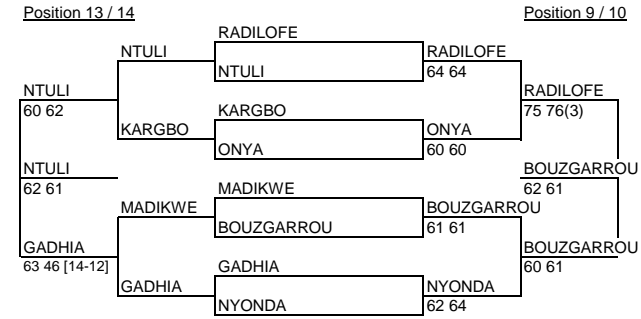 Position 13 / 14
Position 9 / 10
RADILOFE
NTULI
RADILOFE
NTULI
64 64
NTULI
RADILOFE
60 62
KARGBO
75 76(3)
KARGBO
ONYA
ONYA
60 60
NTULI
BOUZGARROU
62 61
62 61
MADIKWE
MADIKWE
BOUZGARROU
BOUZGARROU
61 61
GADHIA
BOUZGARROU
63 46 [14-12]
GADHIA
60 61
GADHIA
NYONDA
NYONDA
62 64